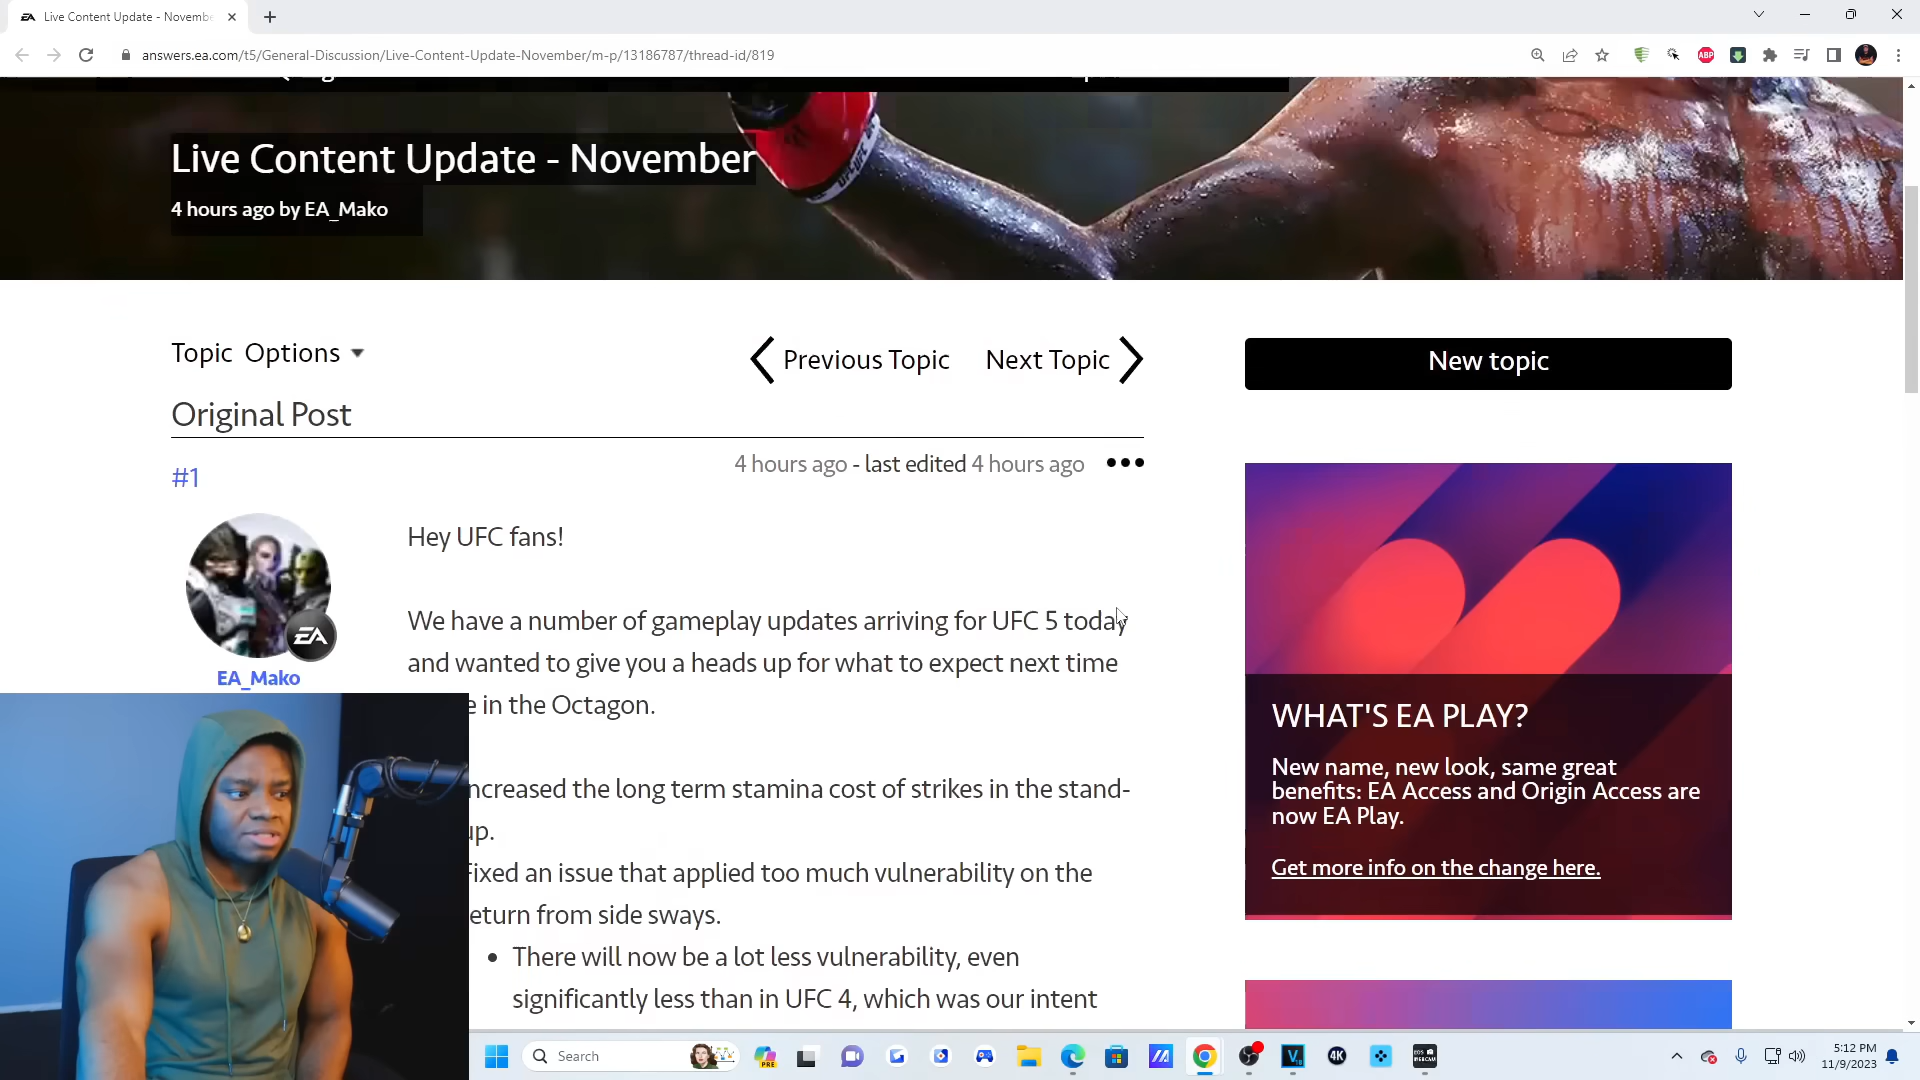 Live Content Update - Novembe
answers.ea.com/t5/General-Discussion/Live-Content-Update-November/m-p/13186787/thread-id/819
ABP
Live Content Update - November
4 hours ago by EA_Mako
Topic Options
Previous Topic
Next Topic
New topic
Original Post
#1
4 hours ago - last edited 4 hours ago
Hey UFC fans!
We have a number of gameplay updates arriving for UFC 5 today
and wanted to give you a heads up for what to expect next time
e in the Octagon.
EA
EA_Mako
ncreased the long term stamina cost of strikes in the stand-
up.
Fixed an issue that applied too much vulnerability on the
eturn from side sways.
• There will now be a lot less vulnerability, even
significantly less than in UFC 4, which was our intent
WHAT'S EA PLAY?
New name, new look, same great
benefits: EA Access and Origin Access are
now EA Play.
Get more info on the change here.
Search
PRE
4K
5:12 PM
11/9/2023